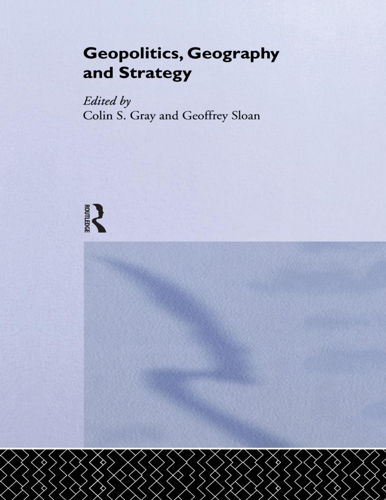 Geopolitics, Geography
and Strategy
Edited by
Colin S. Gray and Geoffrey Sloan
ROUTLEDGE